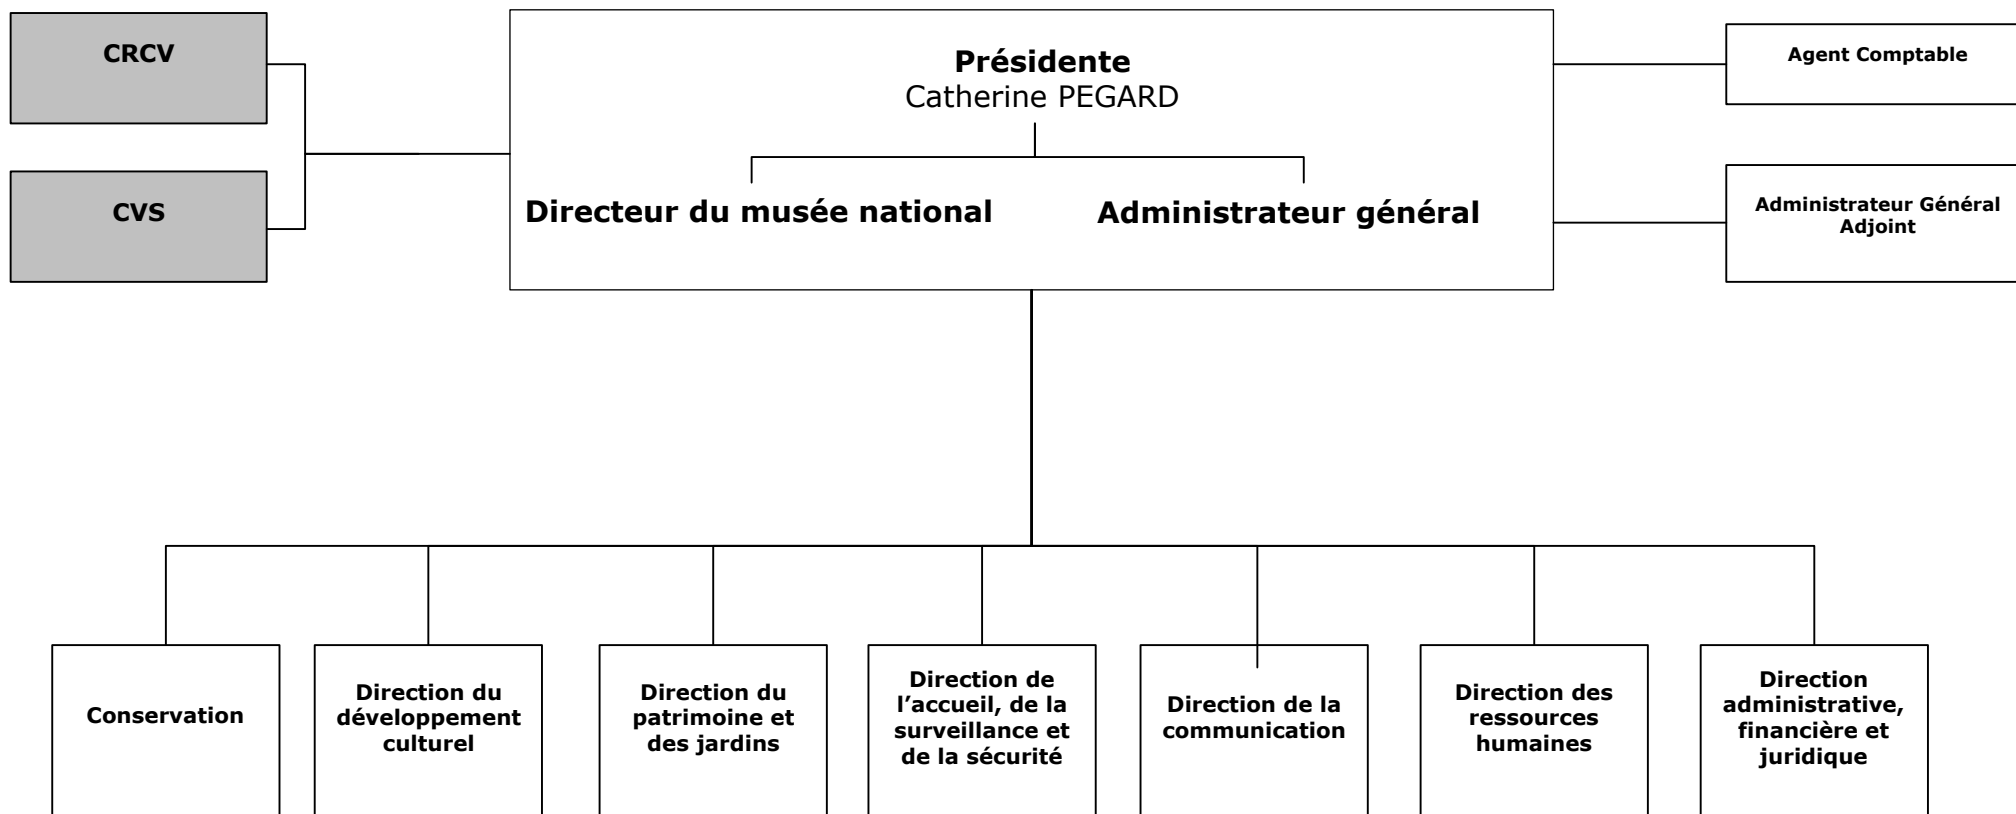 CRCV
CVS
Présidente
Catherine PEGARD
Directeur du musée national
Administrateur général
Agent Comptable
Administrateur Général
Adjoint
Conservation
Direction du
développement
culturel
Direction du
patrimoine et
des jardins
Direction de
l’accueil, de la
surveillance et
de la sécurité
Direction de la
communication
Direction des
ressources
humaines
Direction
administrative,
financière et
juridique